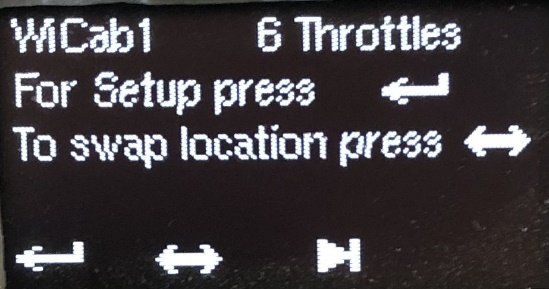 WiCab1 6 Throttles
For Setup press ↵
To swap location press ↔